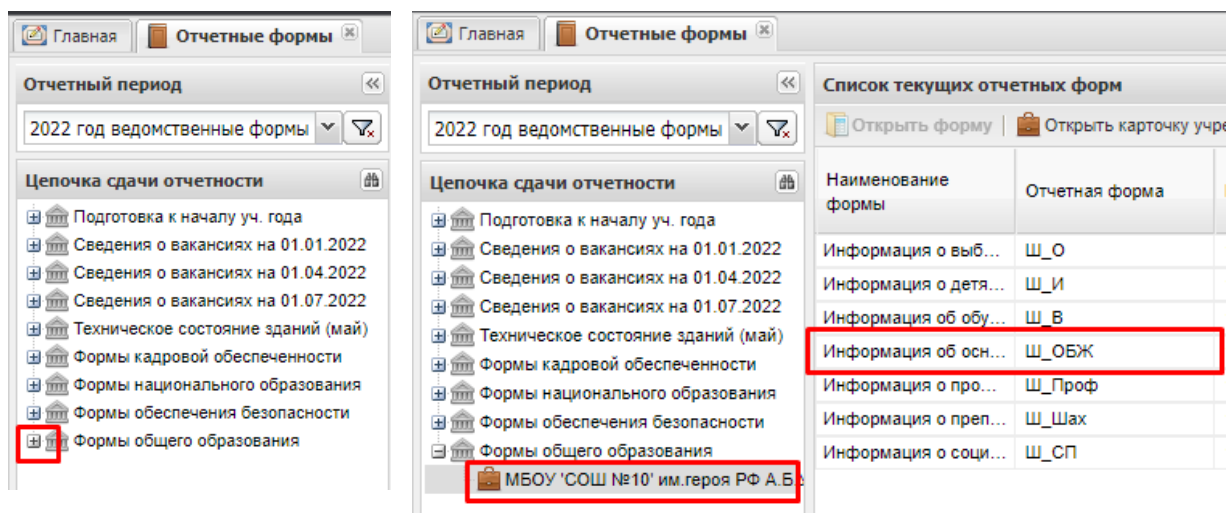 Главная
Отчетные формы
Отчетный период
2022 год ведомственные формы
Цепочка сдачи отчетности
Подготовка к началу уч. года
Сведения о вакансиях на 01.01.2022
Сведения о вакансиях на 01.04.2022
Сведения о вакансиях на 01.07.2022
Техническое состояние зданий (май)
Формы кадровой обеспеченности
Формы национального образования
Формы обеспечения безопасности
Формы общего образования
Главная
Отчетные формы
Отчетный период
2022 год ведомственные формы
Цепочка сдачи отчетности
Подготовка к началу уч. года
Сведения о вакансиях на 01.01.2022
Сведения о вакансиях на 01.04.2022
Сведения о вакансиях на 01.07.2022
Техническое состояние зданий (май)
Формы кадровой обеспеченности
Формы национального образования
Формы обеспечения безопасности
Формы общего образования
МБОУ 'СОШ №10' им.героя РФ А.Б.
Список текущих отчетных форм
Открыть форму | Открыть карточку учре
Наименование формы Отчетная форма
Информация о выб... Ш_О
Информация о детя... Ш_И
Информация об обу... Ш_В
Информация об осн... Ш_ОБЖ
Информация о про... Ш_Проф
Информация о преп... Ш_Шах
Информация о соци... Ш_СП